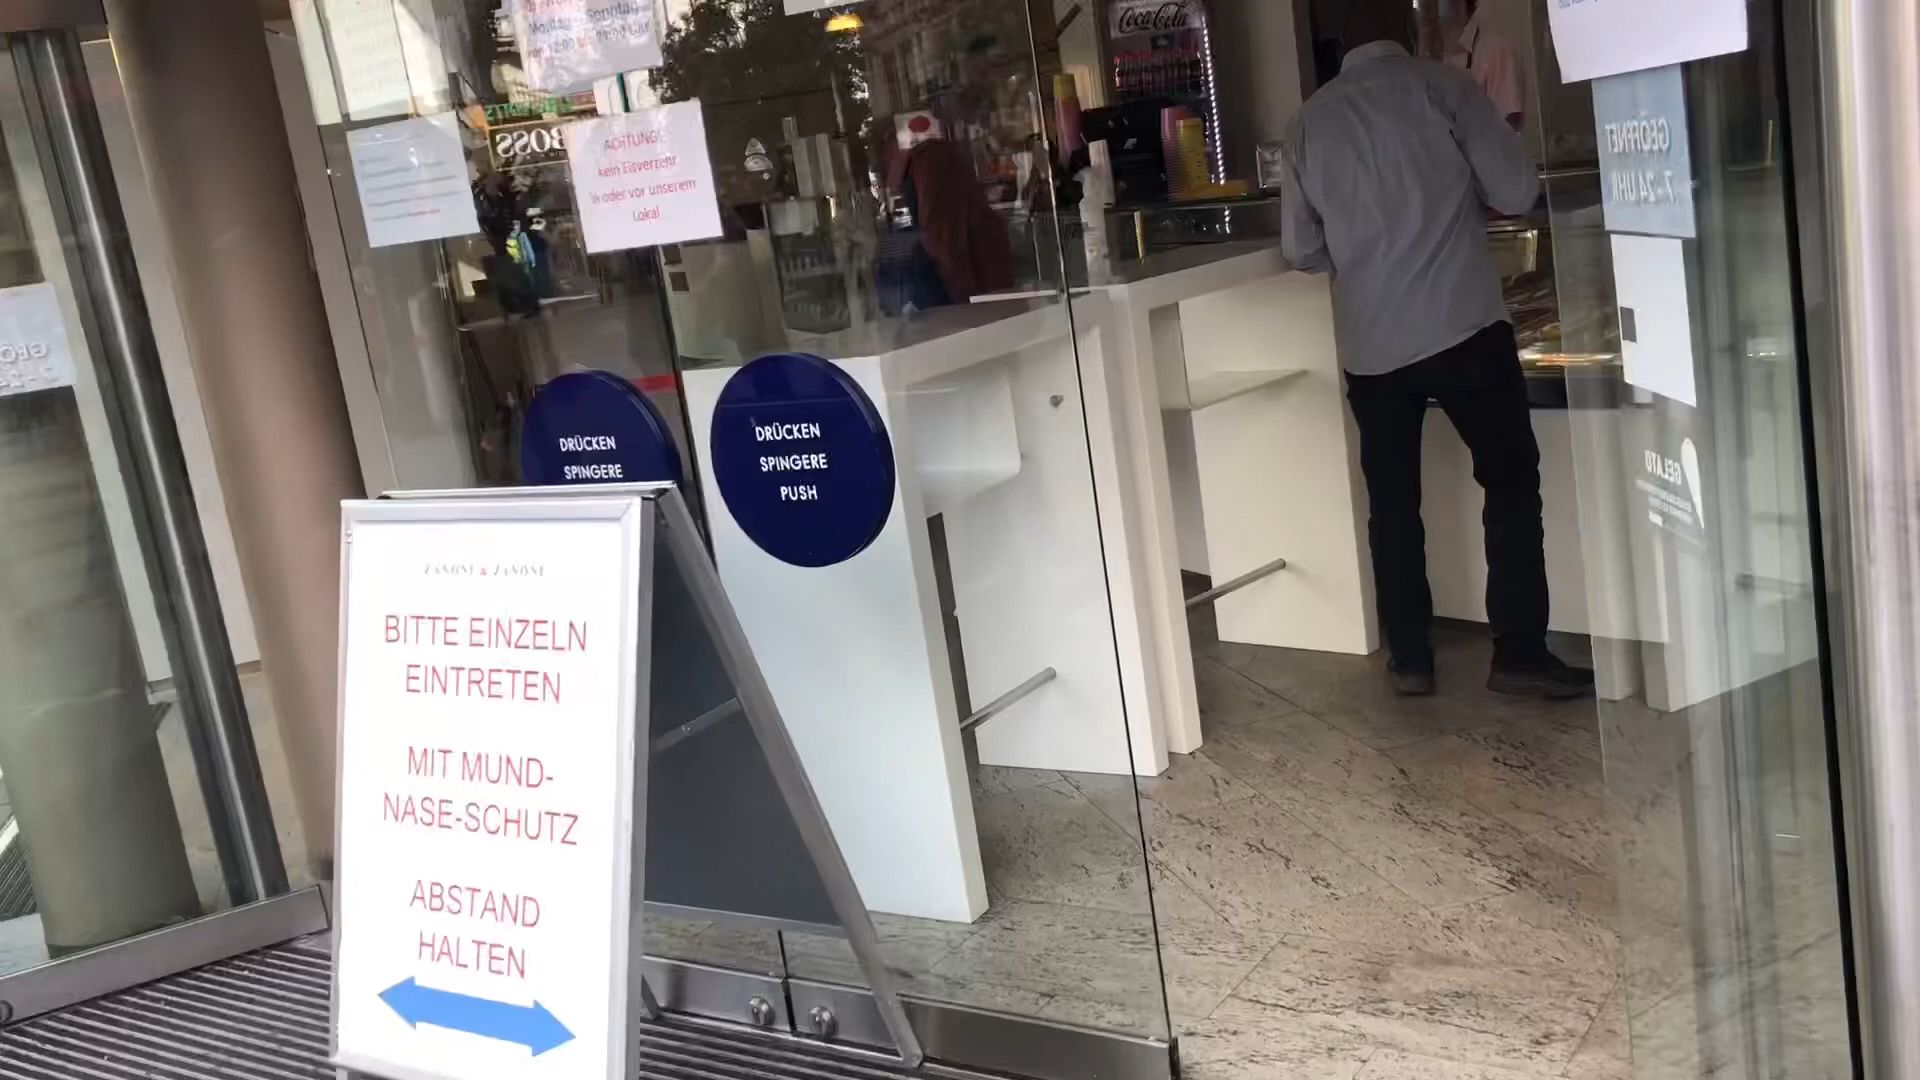 Coca-Cola
BOSS
ACHTUNG!
kein Eisverzehr
in oder vor unserem
Lokal
GEÖFFNET
7-24 UHR
DRÜCKEN
SPINGERE
DRÜCKEN
SPINGERE
PUSH
GELATO
ZANONI & ZANONI
BITTE EINZELN
EINTRETEN
MIT MUND-
NASE-SCHUTZ
ABSTAND
HALTEN